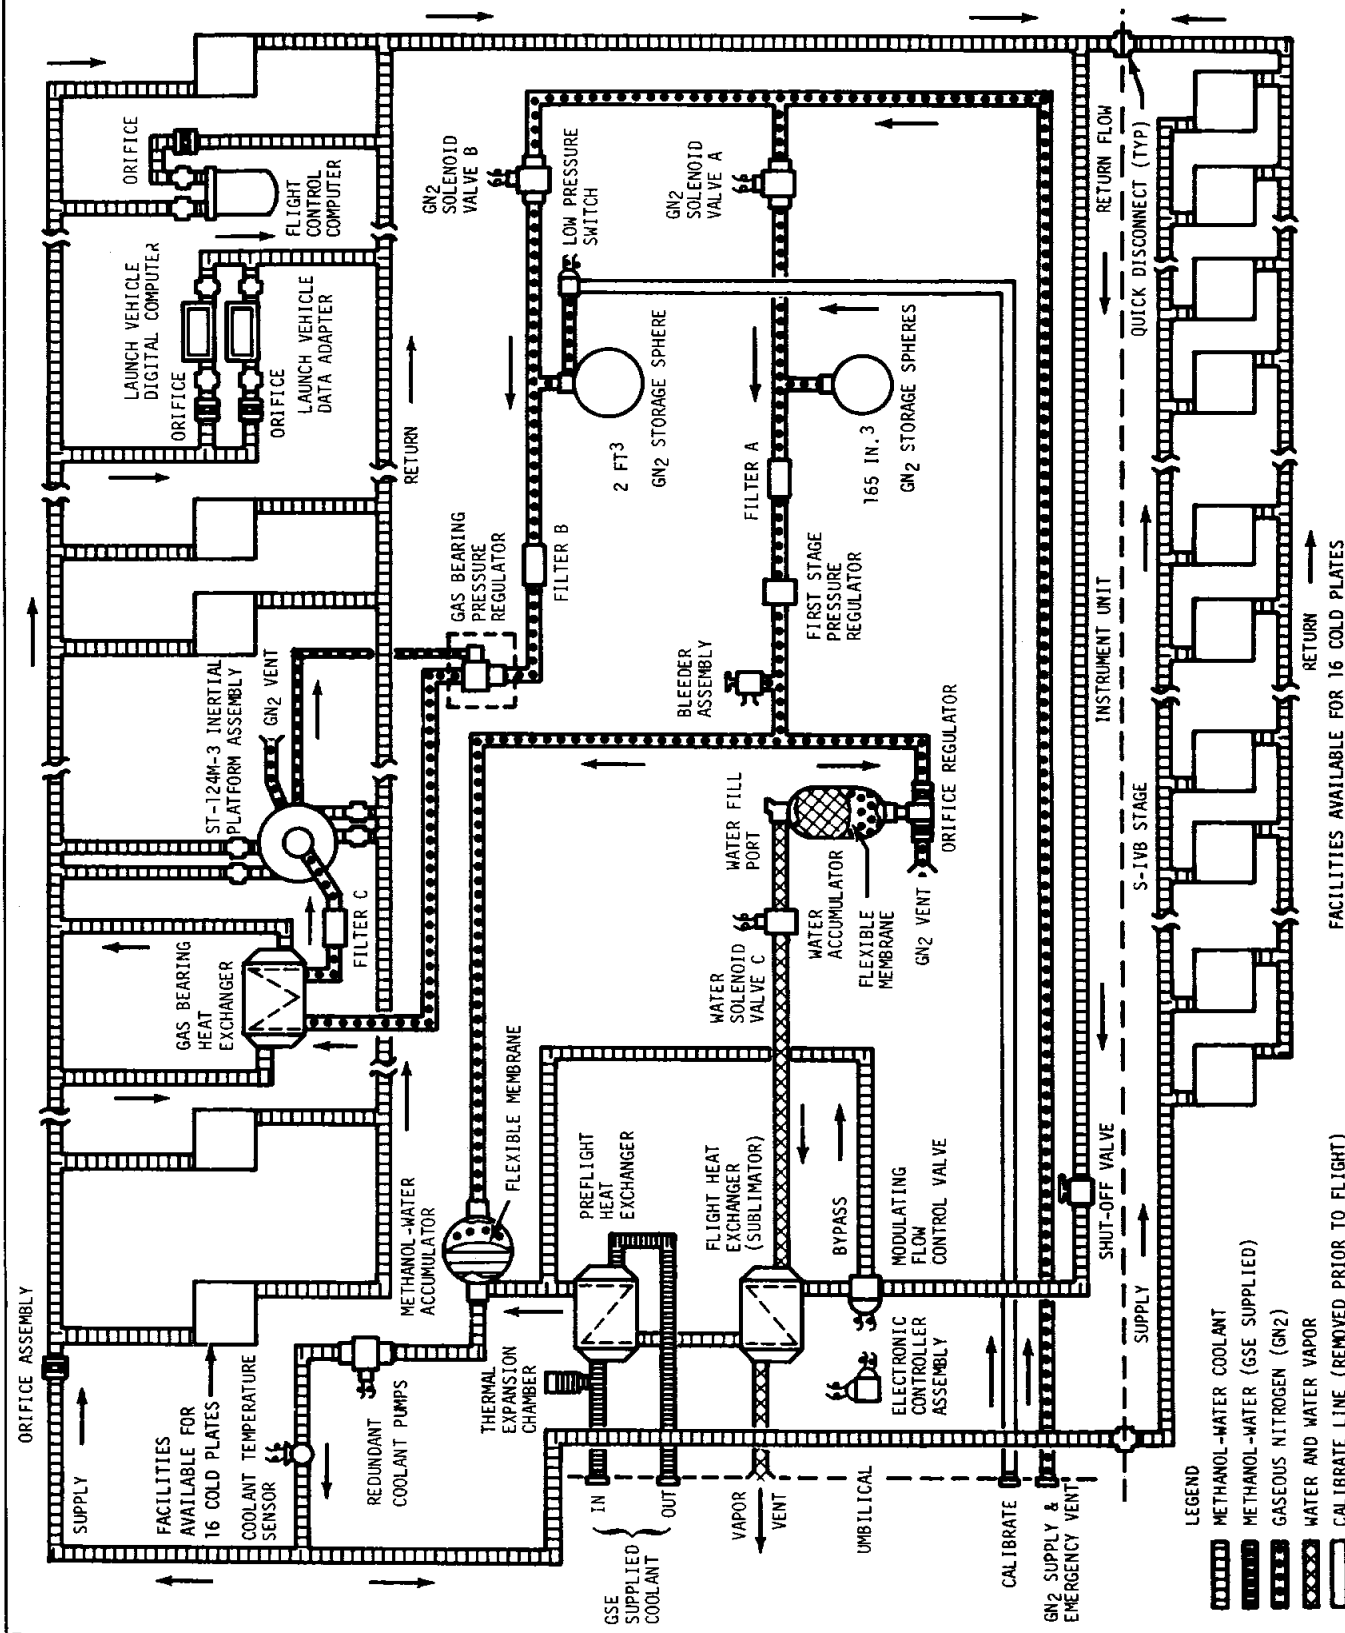 ORIFICE ASSEMBLY
SUPPLY
FACILITIES
AVAILABLE FOR
16 COLD PLATES
COOLANT TEMPERATURE
SENSOR
REDUNDANT
COOLANT PUMPS
METHANOL-WATER
ACCUMULATOR
FLEXIBLE MEMBRANE
GAS BEARING
HEAT
EXCHANGER
FILTER C
ST-124M-3 INERTIAL
PLATFORM ASSEMBLY
GN2 VENT
GAS BEARING
PRESSURE
REGULATOR
RETURN
LAUNCH VEHICLE
DIGITAL COMPUTER
ORIFICE
ORIFICE
LAUNCH VEHICLE
DATA ADAPTER
ORIFICE
FLIGHT
CONTROL
COMPUTER
GN2
SOLENOID
VALVE B
LOW PRESSURE
SWITCH
2 FT3
GN2 STORAGE SPHERE
FILTER B
GN2
SOLENOID
VALVE A
165 IN.3
GN2 STORAGE SPHERES
FILTER A
FIRST STAGE
PRESSURE
REGULATOR
BLEEDER
ASSEMBLY
ORIFICE REGULATOR
WATER FILL
PORT
WATER
ACCUMULATOR
FLEXIBLE
MEMBRANE
GN2 VENT
WATER
SOLENOID
VALVE C
PREFLIGHT
HEAT
EXCHANGER
FLIGHT HEAT
EXCHANGER
(SUBLIMATOR)
BYPASS
MODULATING
FLOW
CONTROL VALVE
THERMAL
EXPANSION
CHAMBER
ELECTRONIC
CONTROLLER
ASSEMBLY
GSE
SUPPLIED
COOLANT
IN
OUT
VAPOR
VENT
UMBILICAL
CALIBRATE
GN2 SUPPLY &
EMERGENCY VENT
SHUT-OFF VALVE
RETURN FLOW
QUICK DISCONNECT (TYP)
INSTRUMENT UNIT
S-IVB STAGE
SUPPLY
RETURN
FACILITIES AVAILABLE FOR 16 COLD PLATES
LEGEND
METHANOL-WATER COOLANT
METHANOL-WATER (GSE SUPPLIED)
GASEOUS NITROGEN (GN2)
WATER AND WATER VAPOR
CALIBRATE LINE (REMOVED PRIOR TO FLIGHT)